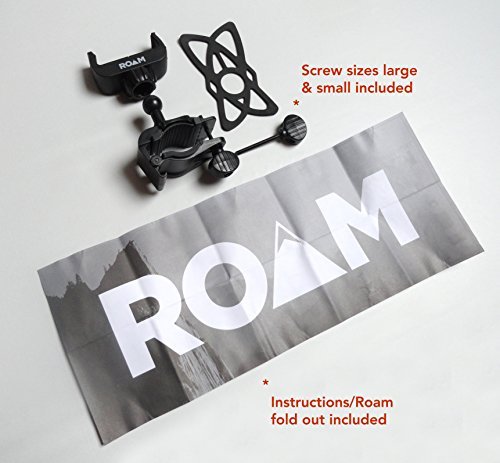 ROAM
Screw sizes large
& small included
*
ROAM
*
Instructions/Roam
fold out included